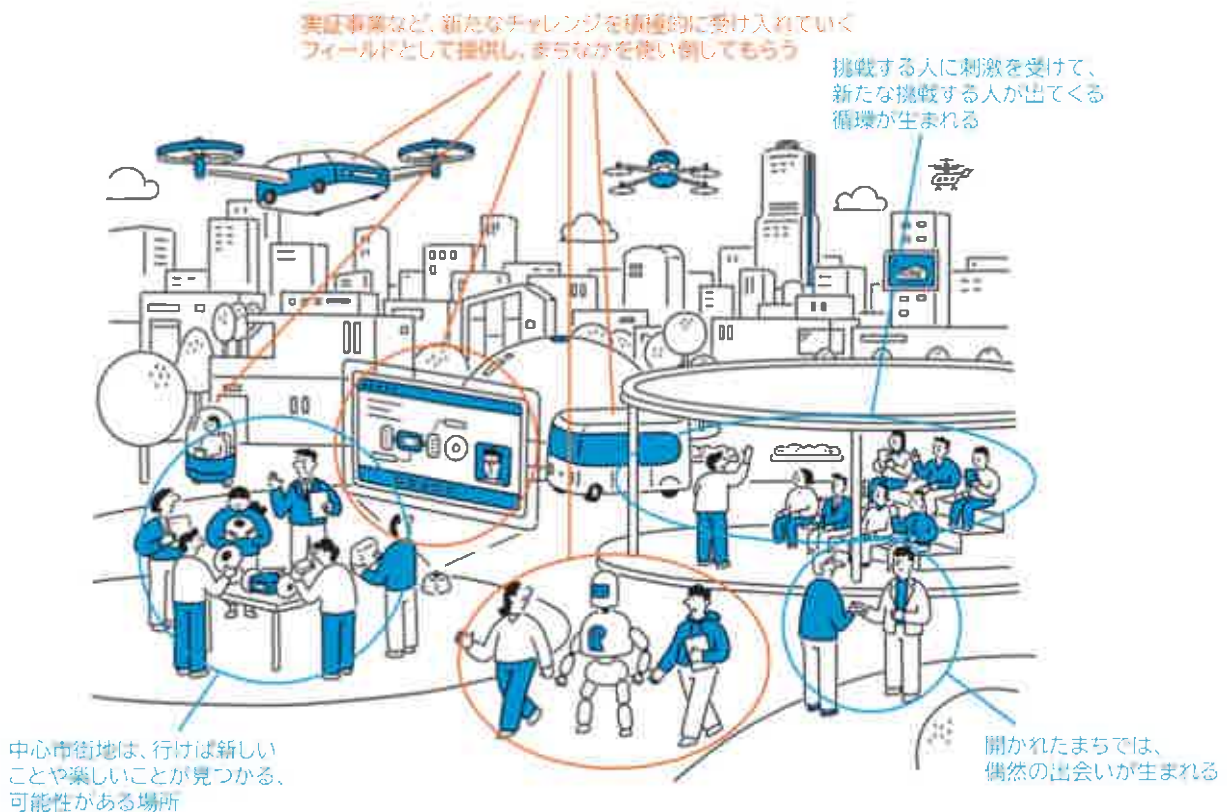 実証事業など、新たなチャレンジを積極的に受け入れていく
フィールドとして提供し、まちなかを使い倒してもらう
挑戦する人に刺激を受けて、
新たな挑戦する人が出てくる
循環が生まれる
中心市街地は、行けば新しい
ことや楽しいことが見つかる、
可能性がある場所
開かれたまちでは、
偶然の出会いが生まれる